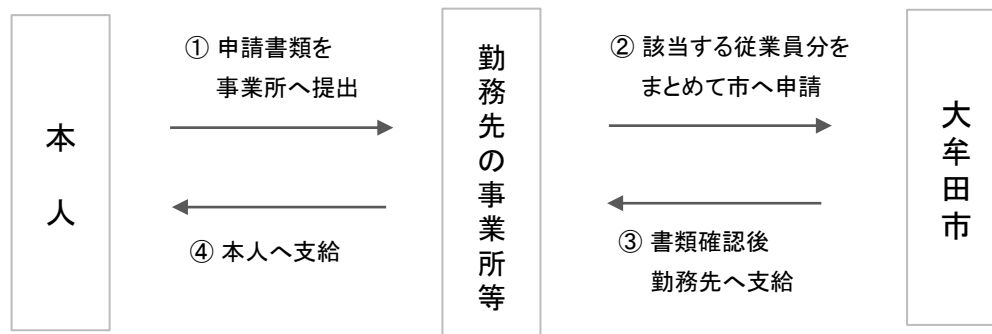 本人
① 申請書類を
事業所へ提出
④ 本人へ支給
勤務先の事業所等
② 該当する従業員分を
まとめて市へ申請
③ 書類確認後
勤務先へ支給
大牟田市